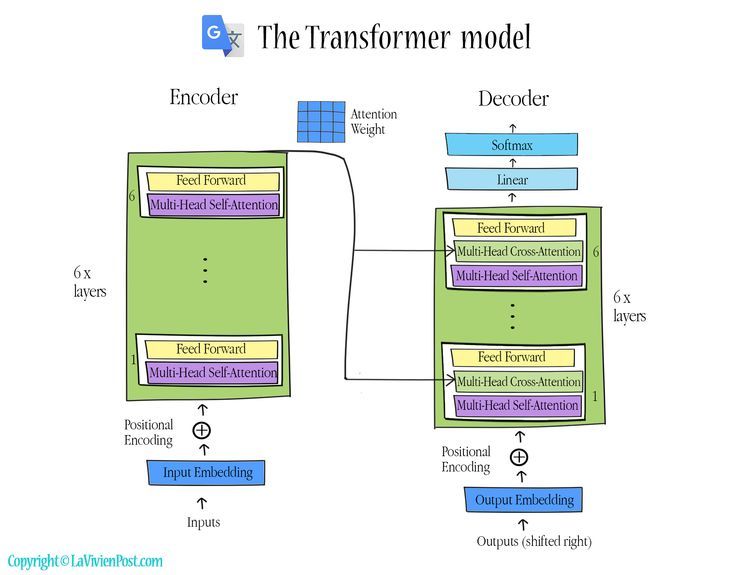 G 文
The Transformer model
Encoder
Attention
Weight
Decoder
6
Feed Forward
Multi-Head Self-Attention
6 x
layers
1
Feed Forward
Multi-Head Self-Attention
Positional
Encoding
Input Embedding
Inputs
Softmax
Linear
Feed Forward
Multi-Head Cross-Attention
6
Multi-Head Self-Attention
6 x
layers
Feed Forward
Multi-Head Cross-Attention
Multi-Head Self-Attention
1
Positional
Encoding
Output Embedding
Outputs (shifted right)
Copyright © LaVivienPost.com